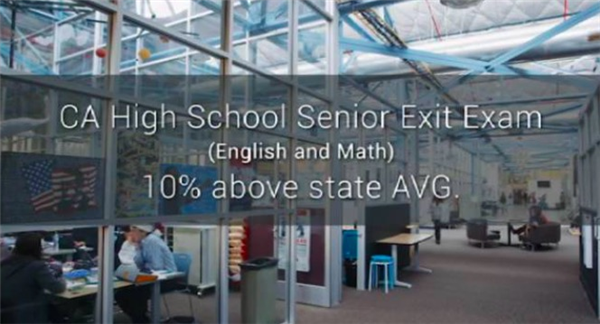 CA High School Senior Exit Exam
(English and Math)
10% above state AVG.